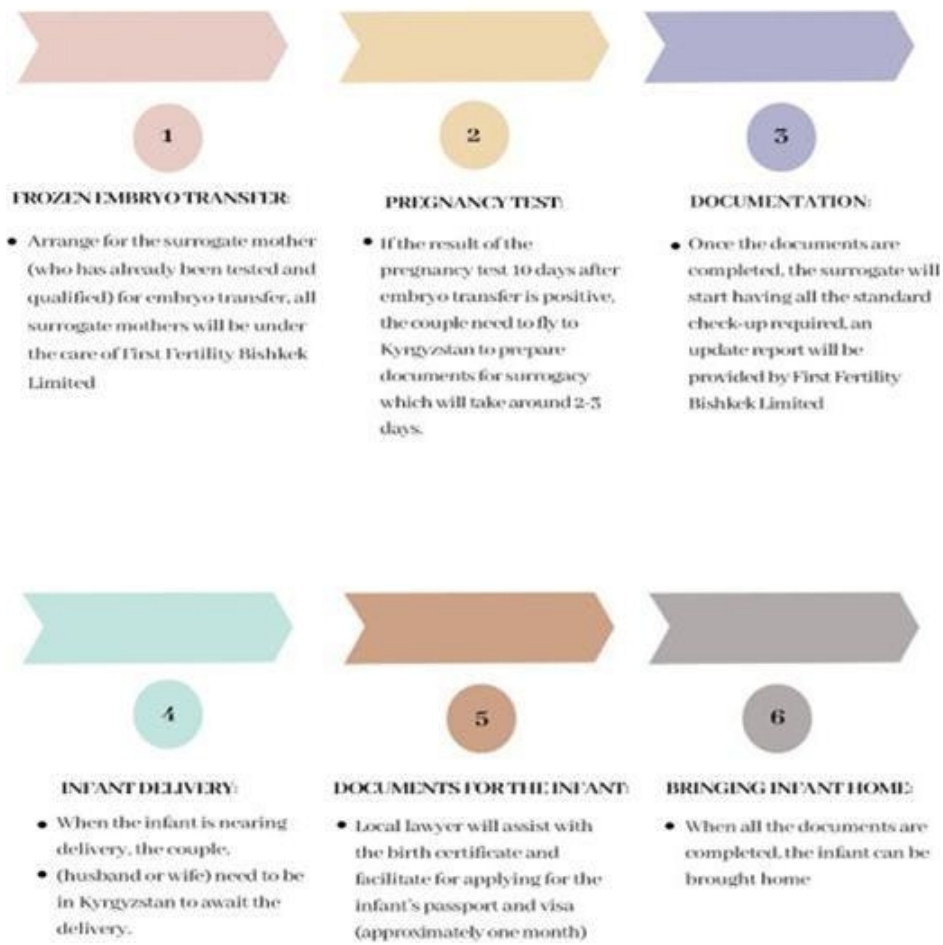 1
FROZEN EMBRYO TRANSFER:
• Arrange for the surrogate mother
(who has already been tested and
qualified) for embryo transfer, all
surrogate mothers will be under
the care of First Fertility Bishkek
Limited
2
PREGNANCY TEST:
• If the result of the
pregnancy test 10 days after
embryo transfer is positive,
the couple need to fly to
Kyrgyzstan to prepare
documents for surrogacy
which will take around 2-3
days.
3
DOCUMENTATION:
• Once the documents are
completed, the surrogate will
start having all the standard
check-up required, an
update report will be
provided by First Fertility
Bishkek Limited
4
INFANT DELIVERY:
• When the infant is nearing
delivery, the couple,
• (husband or wife) need to be
in Kyrgyzstan to await the
delivery.
5
DOCUMENTS FOR THE INFANT:
• Local lawyer will assist with
the birth certificate and
facilitate for applying for the
infant's passport and visa
(approximately one month)
6
BRINGING INFANT HOME:
• When all the documents are
completed, the infant can be
brought home